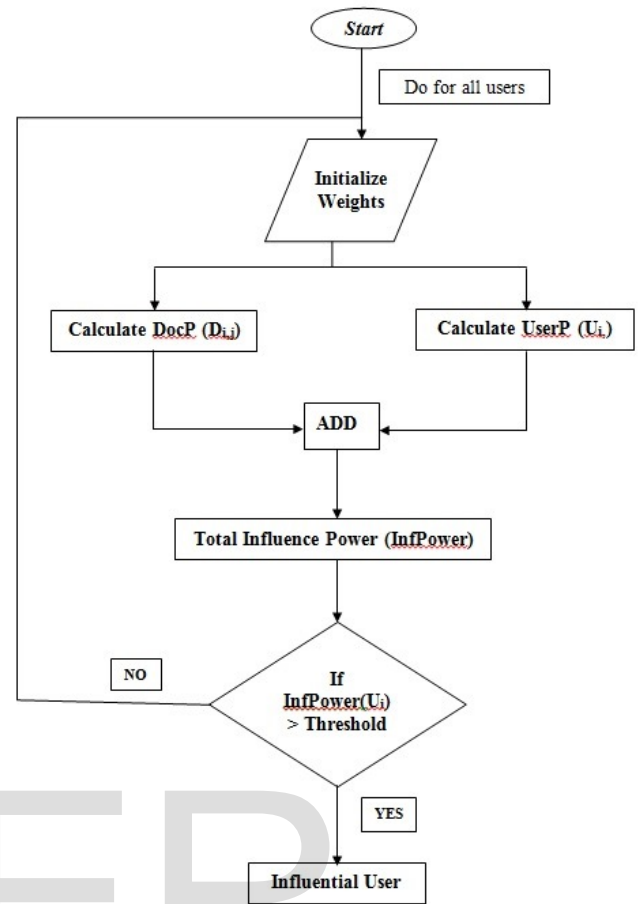 Start
Do for all users
Initialize
Weights
Calculate DocP (Di,j)
Calculate UserP (Ui,)
ADD
Total Influence Power (InfPower)
NO
If
InfPower(Ui)
> Threshold
YES
Influential User